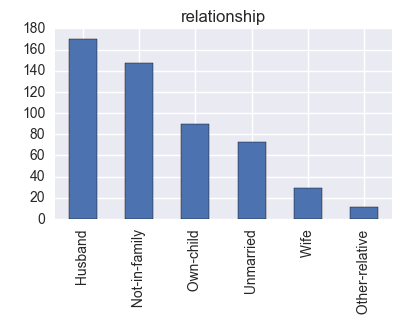 relationship
180
160
140
120
100
80
60
40
20
0
Husband
Not-in-family
Own-child
Unmarried
Wife
Other-relative